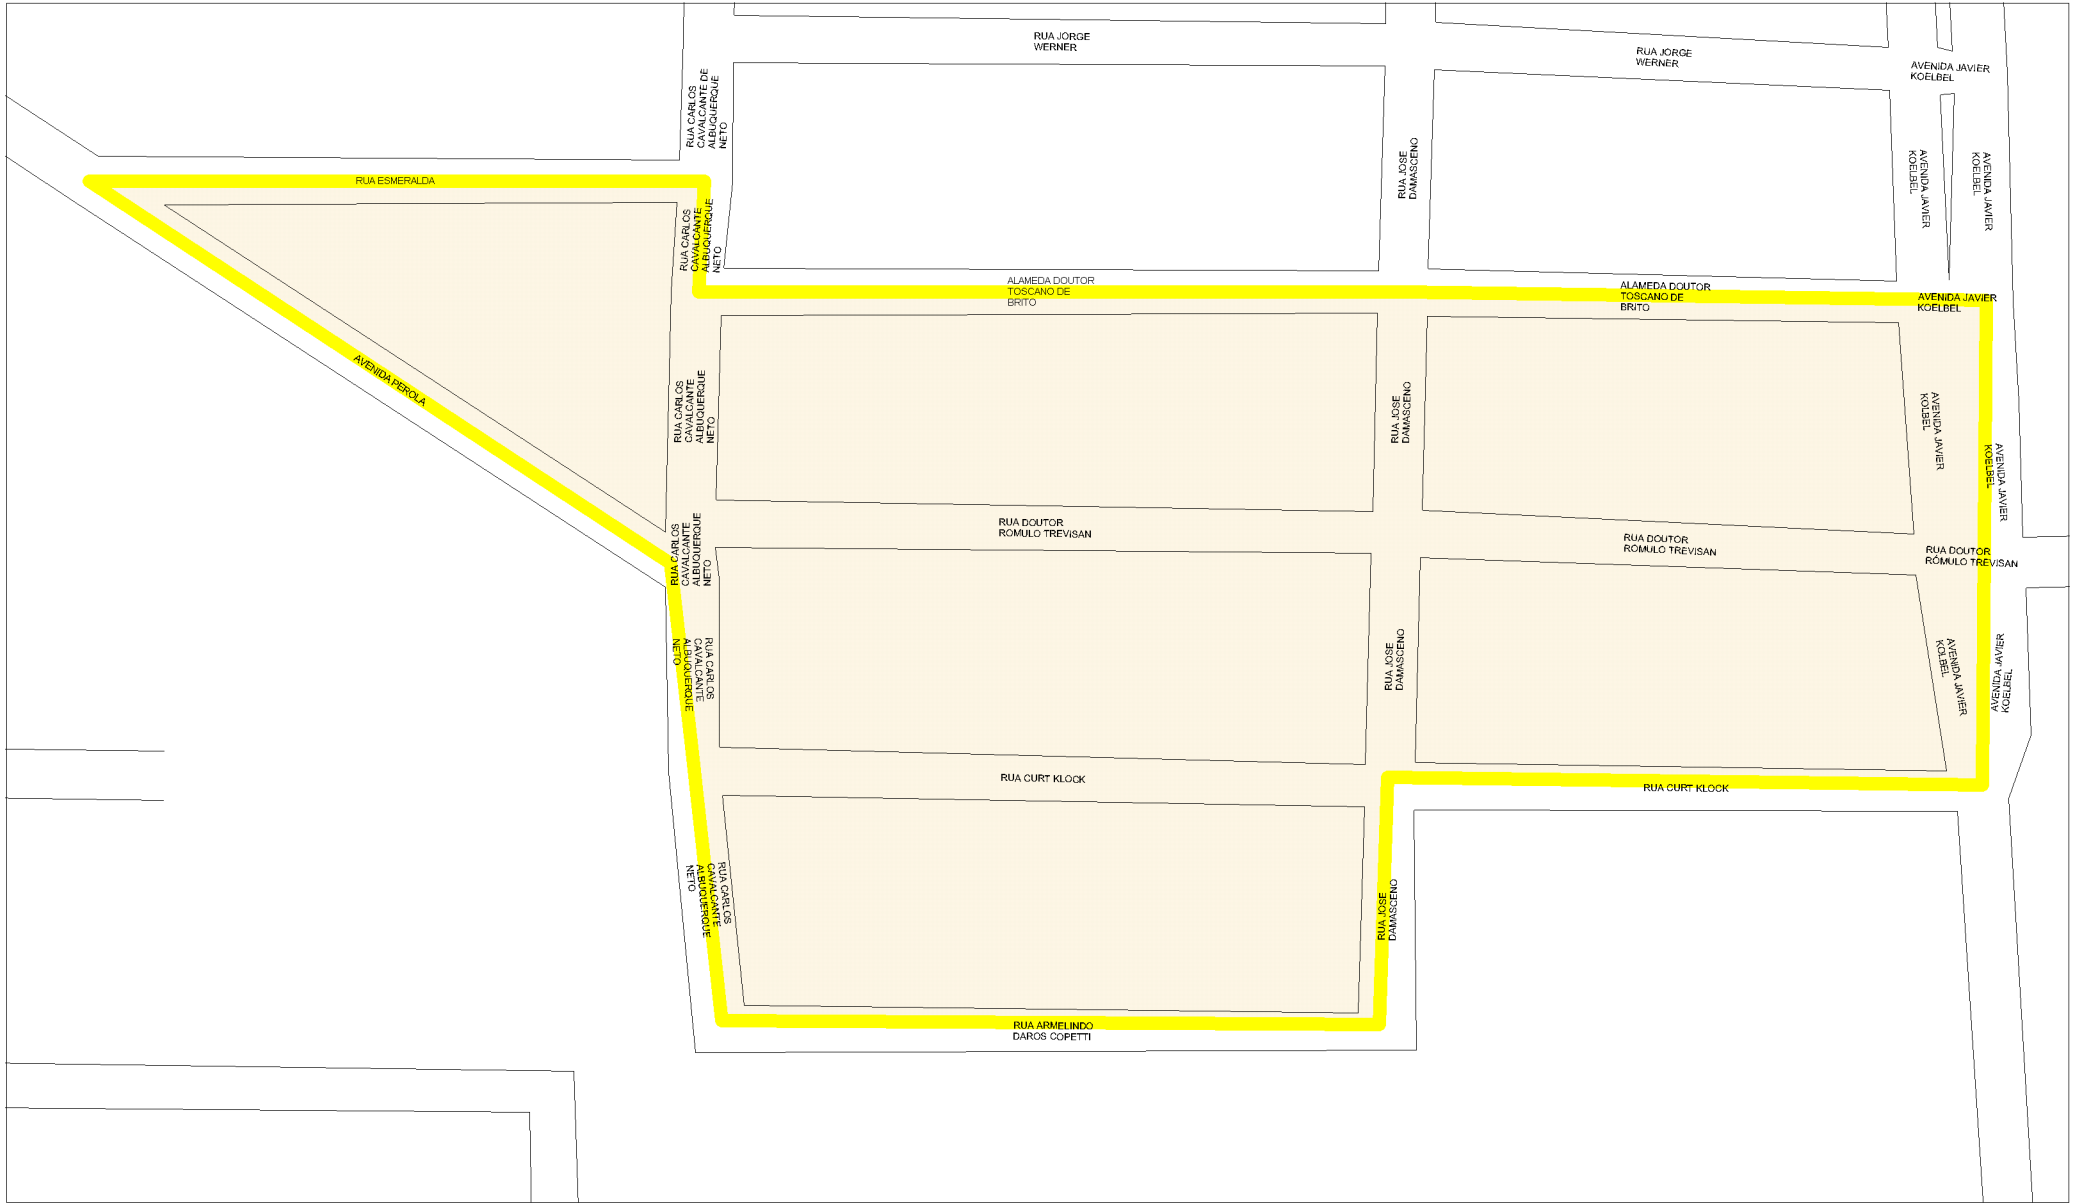 RUA JORGE
WERNER
RUA JORGE
WERNER
AVENIDA JAVIER
KOELBEL
RUA CARLOS
CAVALCANTE DE
ALBUQUERQUE
NETO
RUA JOSE
DAMASCENO
AVENIDA JAVIER
KOELBEL
AVENIDA JAVIER
KOELBEL
RUA ESMERALDA
RUA CARLOS
CAVALCANTE
ALBUQUERQUE
NETO
ALAMEDA DOUTOR
TOSCANO DE
BRITO
ALAMEDA DOUTOR
TOSCANO DE
BRITO
AVENIDA JAVIER
KOELBEL
AVENIDA PEROLA
RUA CARLOS
CAVALCANTE
ALBUQUERQUE
NETO
RUA JOSE
DAMASCENO
AVENIDA JAVIER
KOLBEL
AVENIDA JAVIER
KOELBEL
RUA CARLOS
CAVALCANTE
ALBUQUERQUE
NETO
RUA DOUTOR
ROMULO TREVISAN
RUA DOUTOR
ROMULO TREVISAN
RUA DOUTOR
RÔMULO TREVISAN
RUA CARLOS
CAVALCANTE
ALBUQUERQUE
NETO
RUA JOSE
DAMASCENO
AVENIDA JAVIER
KOLBEL
AVENIDA JAVIER
KOELBEL
RUA CURT KLOCK
RUA CURT KLOCK
RUA CARLOS
CAVALCANTE
ALBUQUERQUE
NETO
RUA JOSE
DAMASCENO
RUA ARMELINDO
DAROS COPETTI